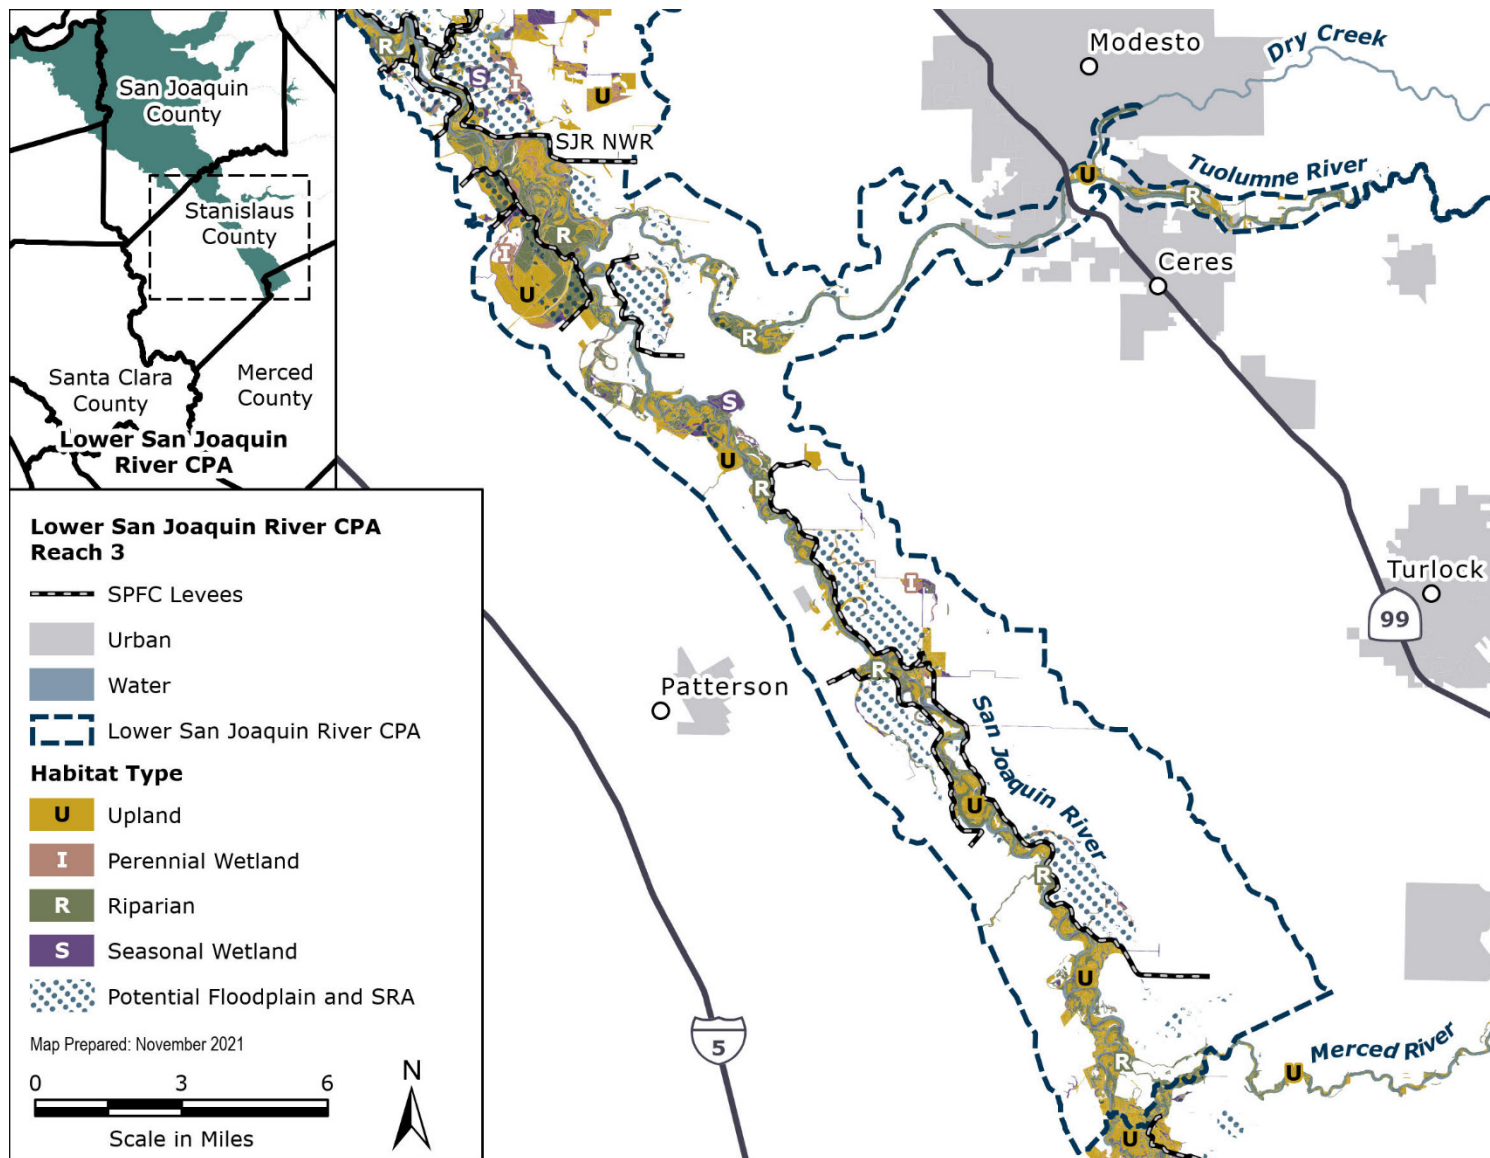 San Joaquin
County
Stanislaus
County
Santa Clara
County
Merced
County
Lower San Joaquin
River CPA
Lower San Joaquin River CPA
Reach 3
SPFC Levees
Urban
Water
Lower San Joaquin River CPA
Habitat Type
U
Upland
I
Perennial Wetland
R
Riparian
S
Seasonal Wetland
Potential Floodplain and SRA
Map Prepared: November 2021
0
3
6
Scale in Miles
N
R
S
I
U
SJR NWR
R
I
U
R
S
U
R
I
R
U
R
U
R
U
U
Modesto
Dry Creek
Tuolumne River
U
R
Ceres
Turlock
99
Patterson
San Joaquin River
5
Merced River
U